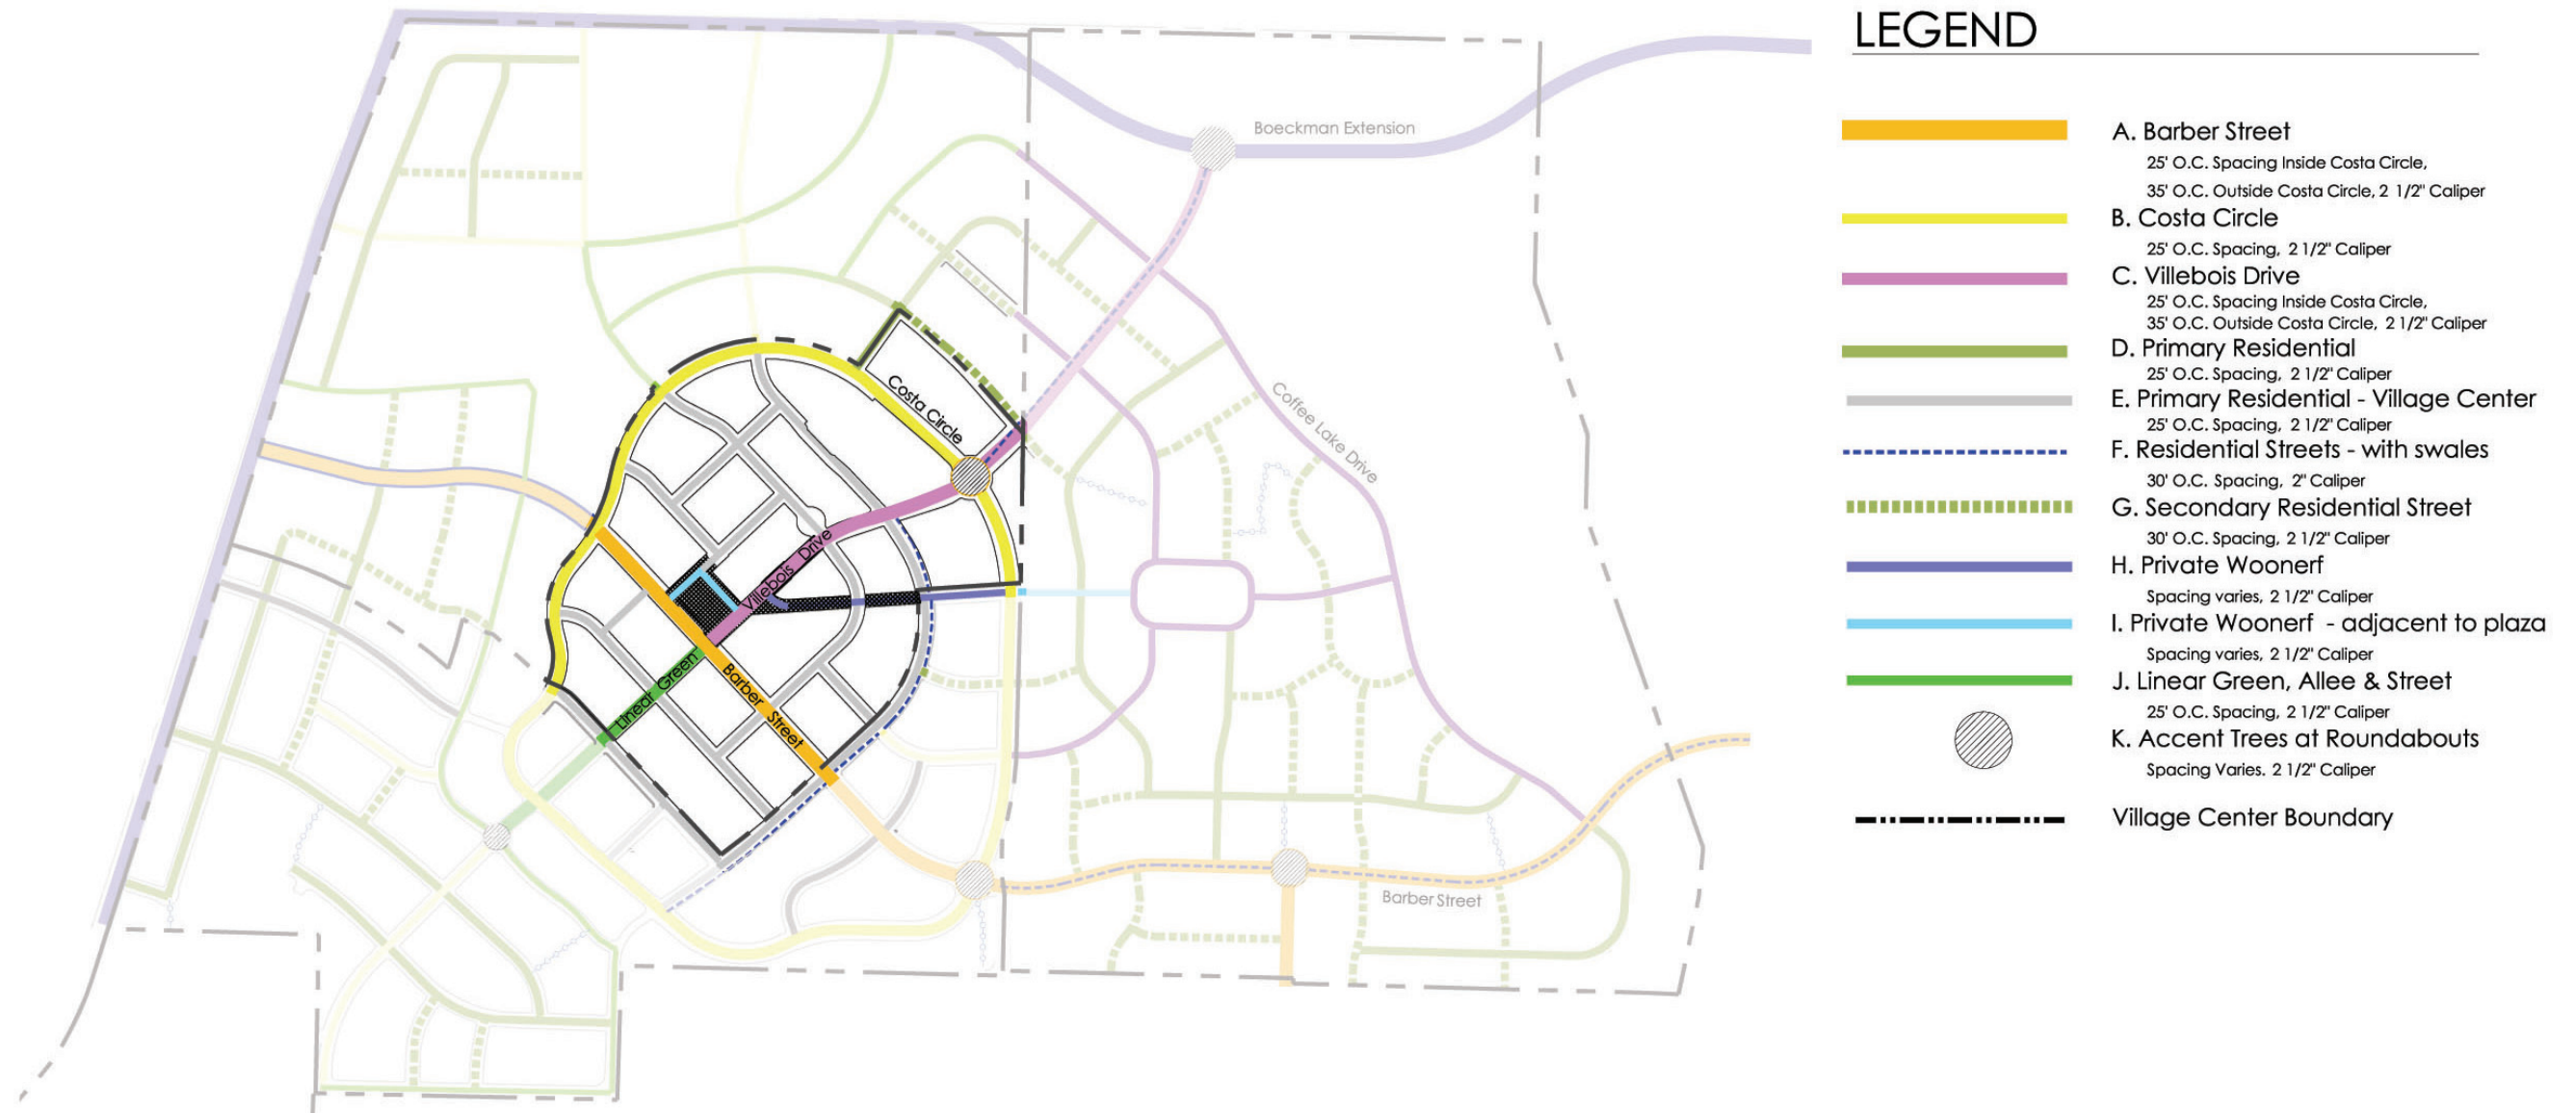 LEGEND
A. Barber Street
25' O.C. Spacing Inside Costa Circle,
35' O.C. Outside Costa Circle, 2 1/2" Caliper
B. Costa Circle
25' O.C. Spacing, 2 1/2" Caliper
C. Villebois Drive
25' O.C. Spacing Inside Costa Circle,
35' O.C. Outside Costa Circle, 2 1/2" Caliper
D. Primary Residential
25' O.C. Spacing, 2 1/2" Caliper
E. Primary Residential - Village Center
25' O.C. Spacing, 2 1/2" Caliper
F. Residential Streets - with swales
30' O.C. Spacing, 2" Caliper
G. Secondary Residential Street
30' O.C. Spacing, 2 1/2" Caliper
H. Private Woonerf
Spacing varies, 2 1/2" Caliper
I. Private Woonerf - adjacent to plaza
Spacing varies, 2 1/2" Caliper
J. Linear Green, Allee & Street
25' O.C. Spacing, 2 1/2" Caliper
K. Accent Trees at Roundabouts
Spacing Varies. 2 1/2" Caliper
Village Center Boundary
Boeckman Extension
Costa Circle
Coffee Lake Drive
Villebois Drive
Linear Green
Barber Street
Barber Street